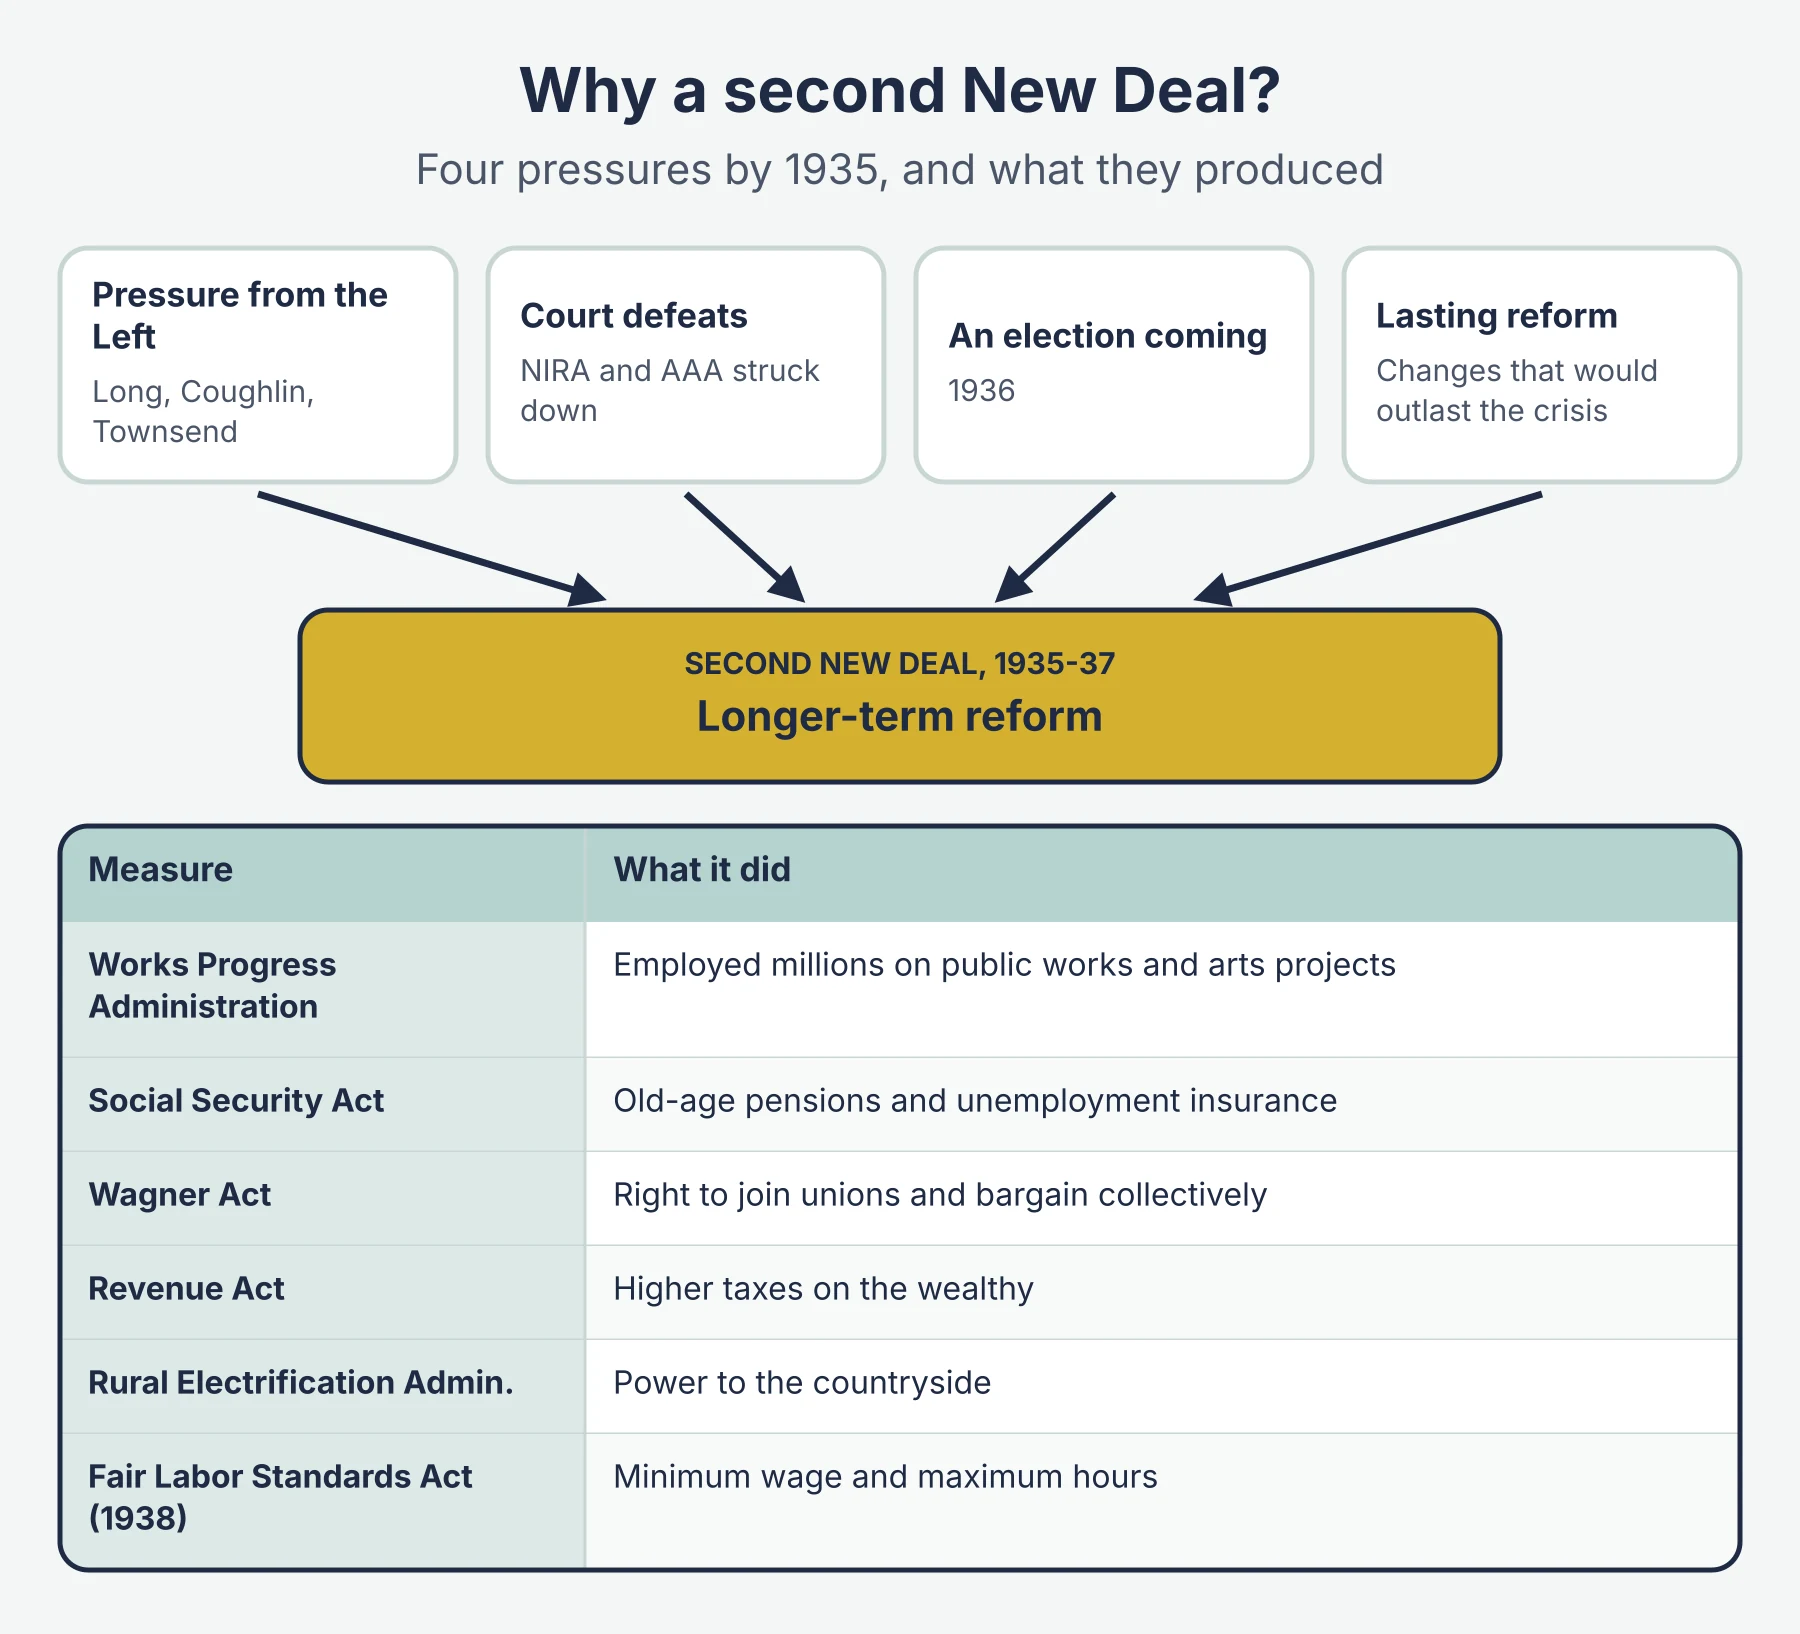 Why a second New Deal?
Four pressures by 1935, and what they produced
Pressure from the
Left
Long, Coughlin,
Townsend
Court defeats
NIRA and AAA struck
down
An election coming
1936
Lasting reform
Changes that would
outlast the crisis
SECOND NEW DEAL, 1935-37
Longer-term reform
Measure
What it did
Works Progress
Administration
Employed millions on public works and arts projects
Social Security Act
Old-age pensions and unemployment insurance
Wagner Act
Right to join unions and bargain collectively
Revenue Act
Higher taxes on the wealthy
Rural Electrification Admin.
Power to the countryside
Fair Labor Standards Act
(1938)
Minimum wage and maximum hours